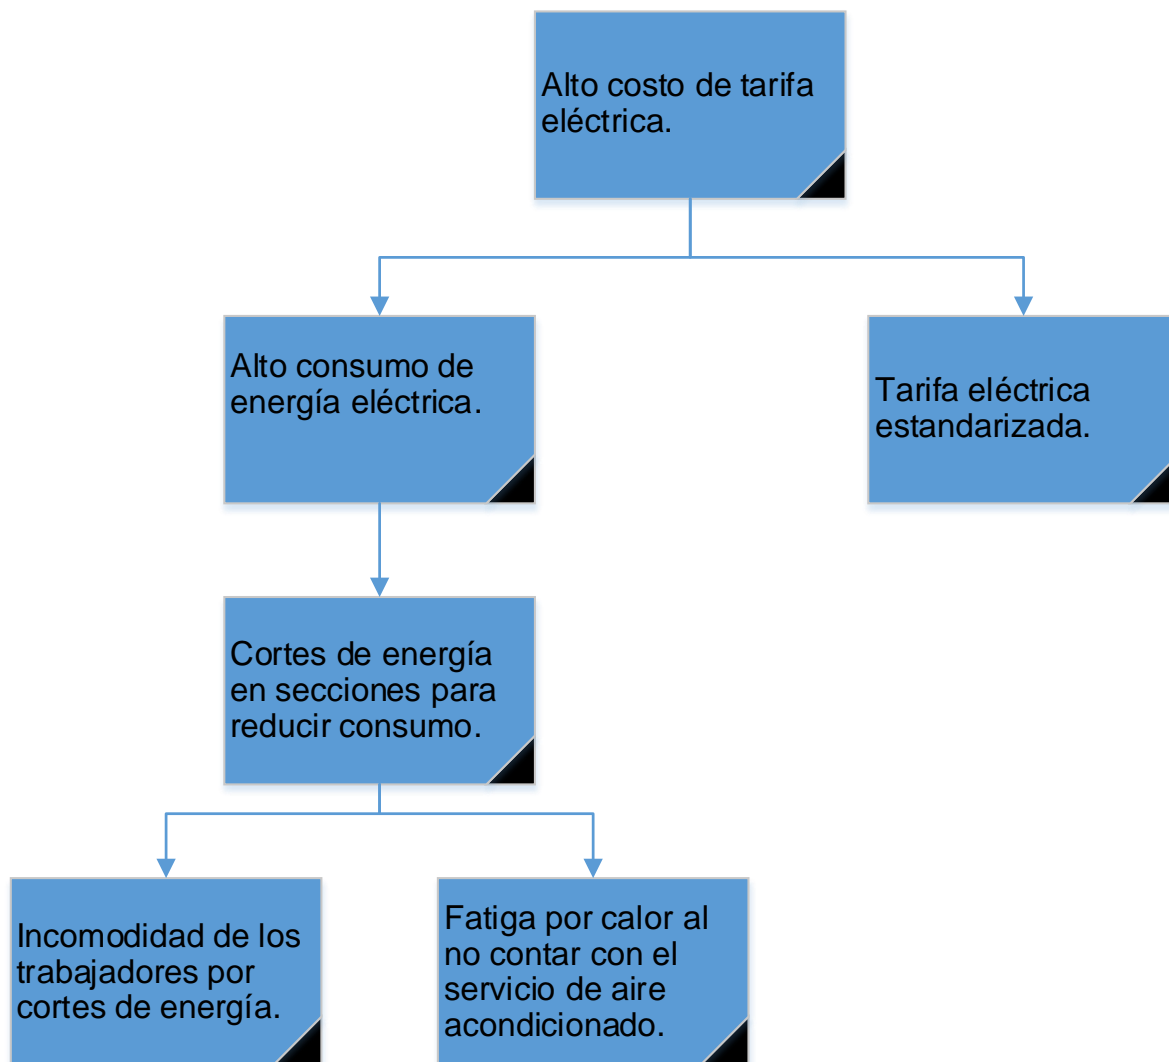 Alto costo de tarifa
eléctrica.
Alto consumo de
energía eléctrica.
Tarifa eléctrica
estandarizada.
Cortes de energía
en secciones para
reducir consumo.
Incomodidad de los
trabajadores por
cortes de energía.
Fatiga por calor al
no contar con el
servicio de aire
acondicionado.